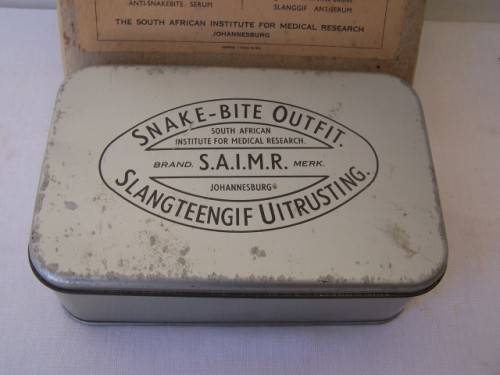 ANTI-SNAKEBITE SERUM
SLANGGIF ANTISERUM
THE SOUTH AFRICAN INSTITUTE FOR MEDICAL RESEARCH
JOHANNESBURG
SNAKE-BITE OUTFIT.
SOUTH AFRICAN
INSTITUTE FOR MEDICAL RESEARCH.
BRAND. S.A.I.M.R. MERK.
JOHANNESBURG
SLANGTEENGIF UITRUSTING.